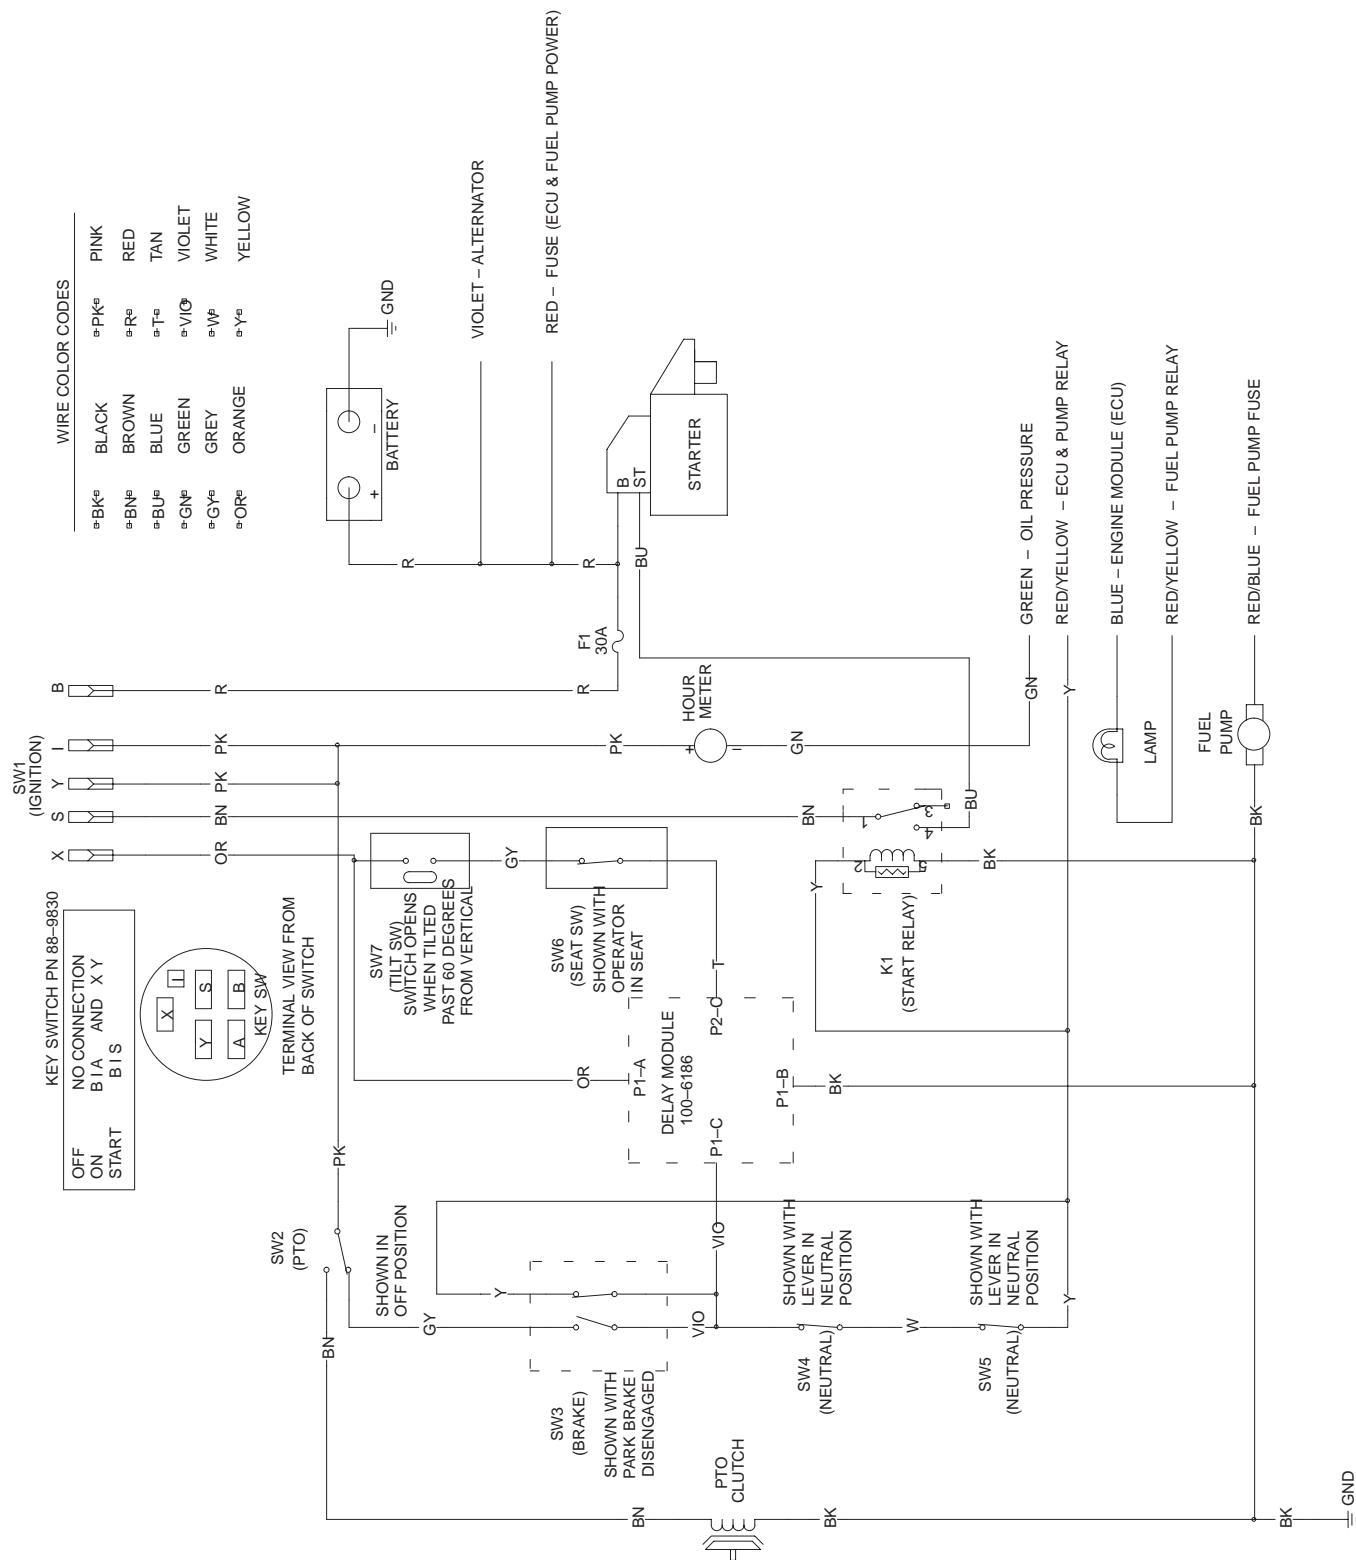 WIRE COLOR CODES
BK BLACK PK PINK
BN BROWN R RED
BU BLUE T TAN
GN GREEN VIO VIOLET
GY GREY W WHITE
OR ORANGE Y YELLOW
KEY SWITCH PN 88–9830
OFF NO CONNECTION
ON B I A AND X Y
START B I S
X
I
Y
S
A
B
KEY SW
TERMINAL VIEW FROM
BACK OF SWITCH
SW1
(IGNITION)
X
S
Y
I
B
OR
BN
PK
PK
R
+
–
BATTERY
GND
R
R
VIOLET – ALTERNATOR
RED – FUSE (ECU & FUEL PUMP POWER)
B
ST
STARTER
BU
F1
30A
R
HOUR
METER
PK
+
–
GN
GN
GREEN – OIL PRESSURE
Y
RED/YELLOW – ECU & PUMP RELAY
BLUE – ENGINE MODULE (ECU)
RED/YELLOW – FUEL PUMP RELAY
LAMP
RED/BLUE – FUEL PUMP FUSE
FUEL
PUMP
BK
BN
1
3
4
BU
2
5
BK
Y
K1
(START RELAY)
SW7
(TILT SW)
SWITCH OPENS
WHEN TILTED
PAST 60 DEGREES
FROM VERTICAL
GY
SW6
(SEAT SW)
SHOWN WITH
OPERATOR
IN SEAT
T
OR
P1–A
P2–C
DELAY MODULE
100–6186
P1–C
P1–B
BK
VIO
PK
SW2
(PTO)
SHOWN IN
OFF POSITION
BN
GY
Y
VIO
SW3
(BRAKE)
SHOWN WITH
PARK BRAKE
DISENGAGED
SHOWN WITH
LEVER IN
NEUTRAL
POSITION
SW4
(NEUTRAL)
W
SHOWN WITH
LEVER IN
NEUTRAL
POSITION
SW5
(NEUTRAL)
Y
BN
PTO
CLUTCH
BK
BK
GND